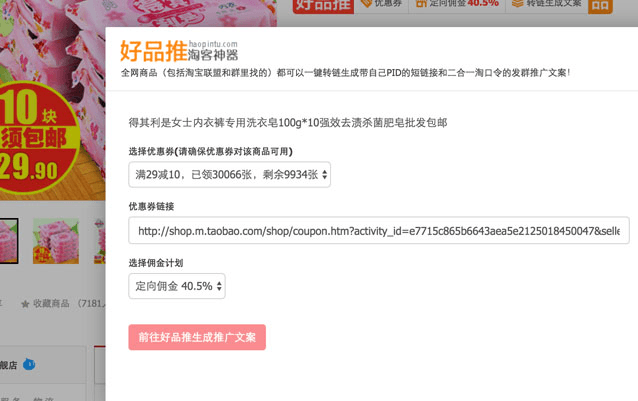 好品推
优惠券
定向佣金 40.5%
转链生成文案
品
好品推
haopintu.com
淘客神器
全网商品（包括淘宝联盟和群里找的）都可以一键转链生成带自己PID的短链接和二合一淘口令的发群推广文案！
得其利是女士内衣裤专用洗衣皂100g*10强效去渍杀菌肥皂批发包邮
选择优惠券(请确保优惠券对该商品可用)
满29减10，已领30066张，剩余9934张
优惠券链接
http://shop.m.taobao.com/shop/coupon.htm?activity_id=e7715c865b6643aea5e2125018450047&selle
选择佣金计划
定向佣金 40.5%
前往好品推生成推广文案
10块
须包邮
29.90
收藏商品 （7181人
舰店